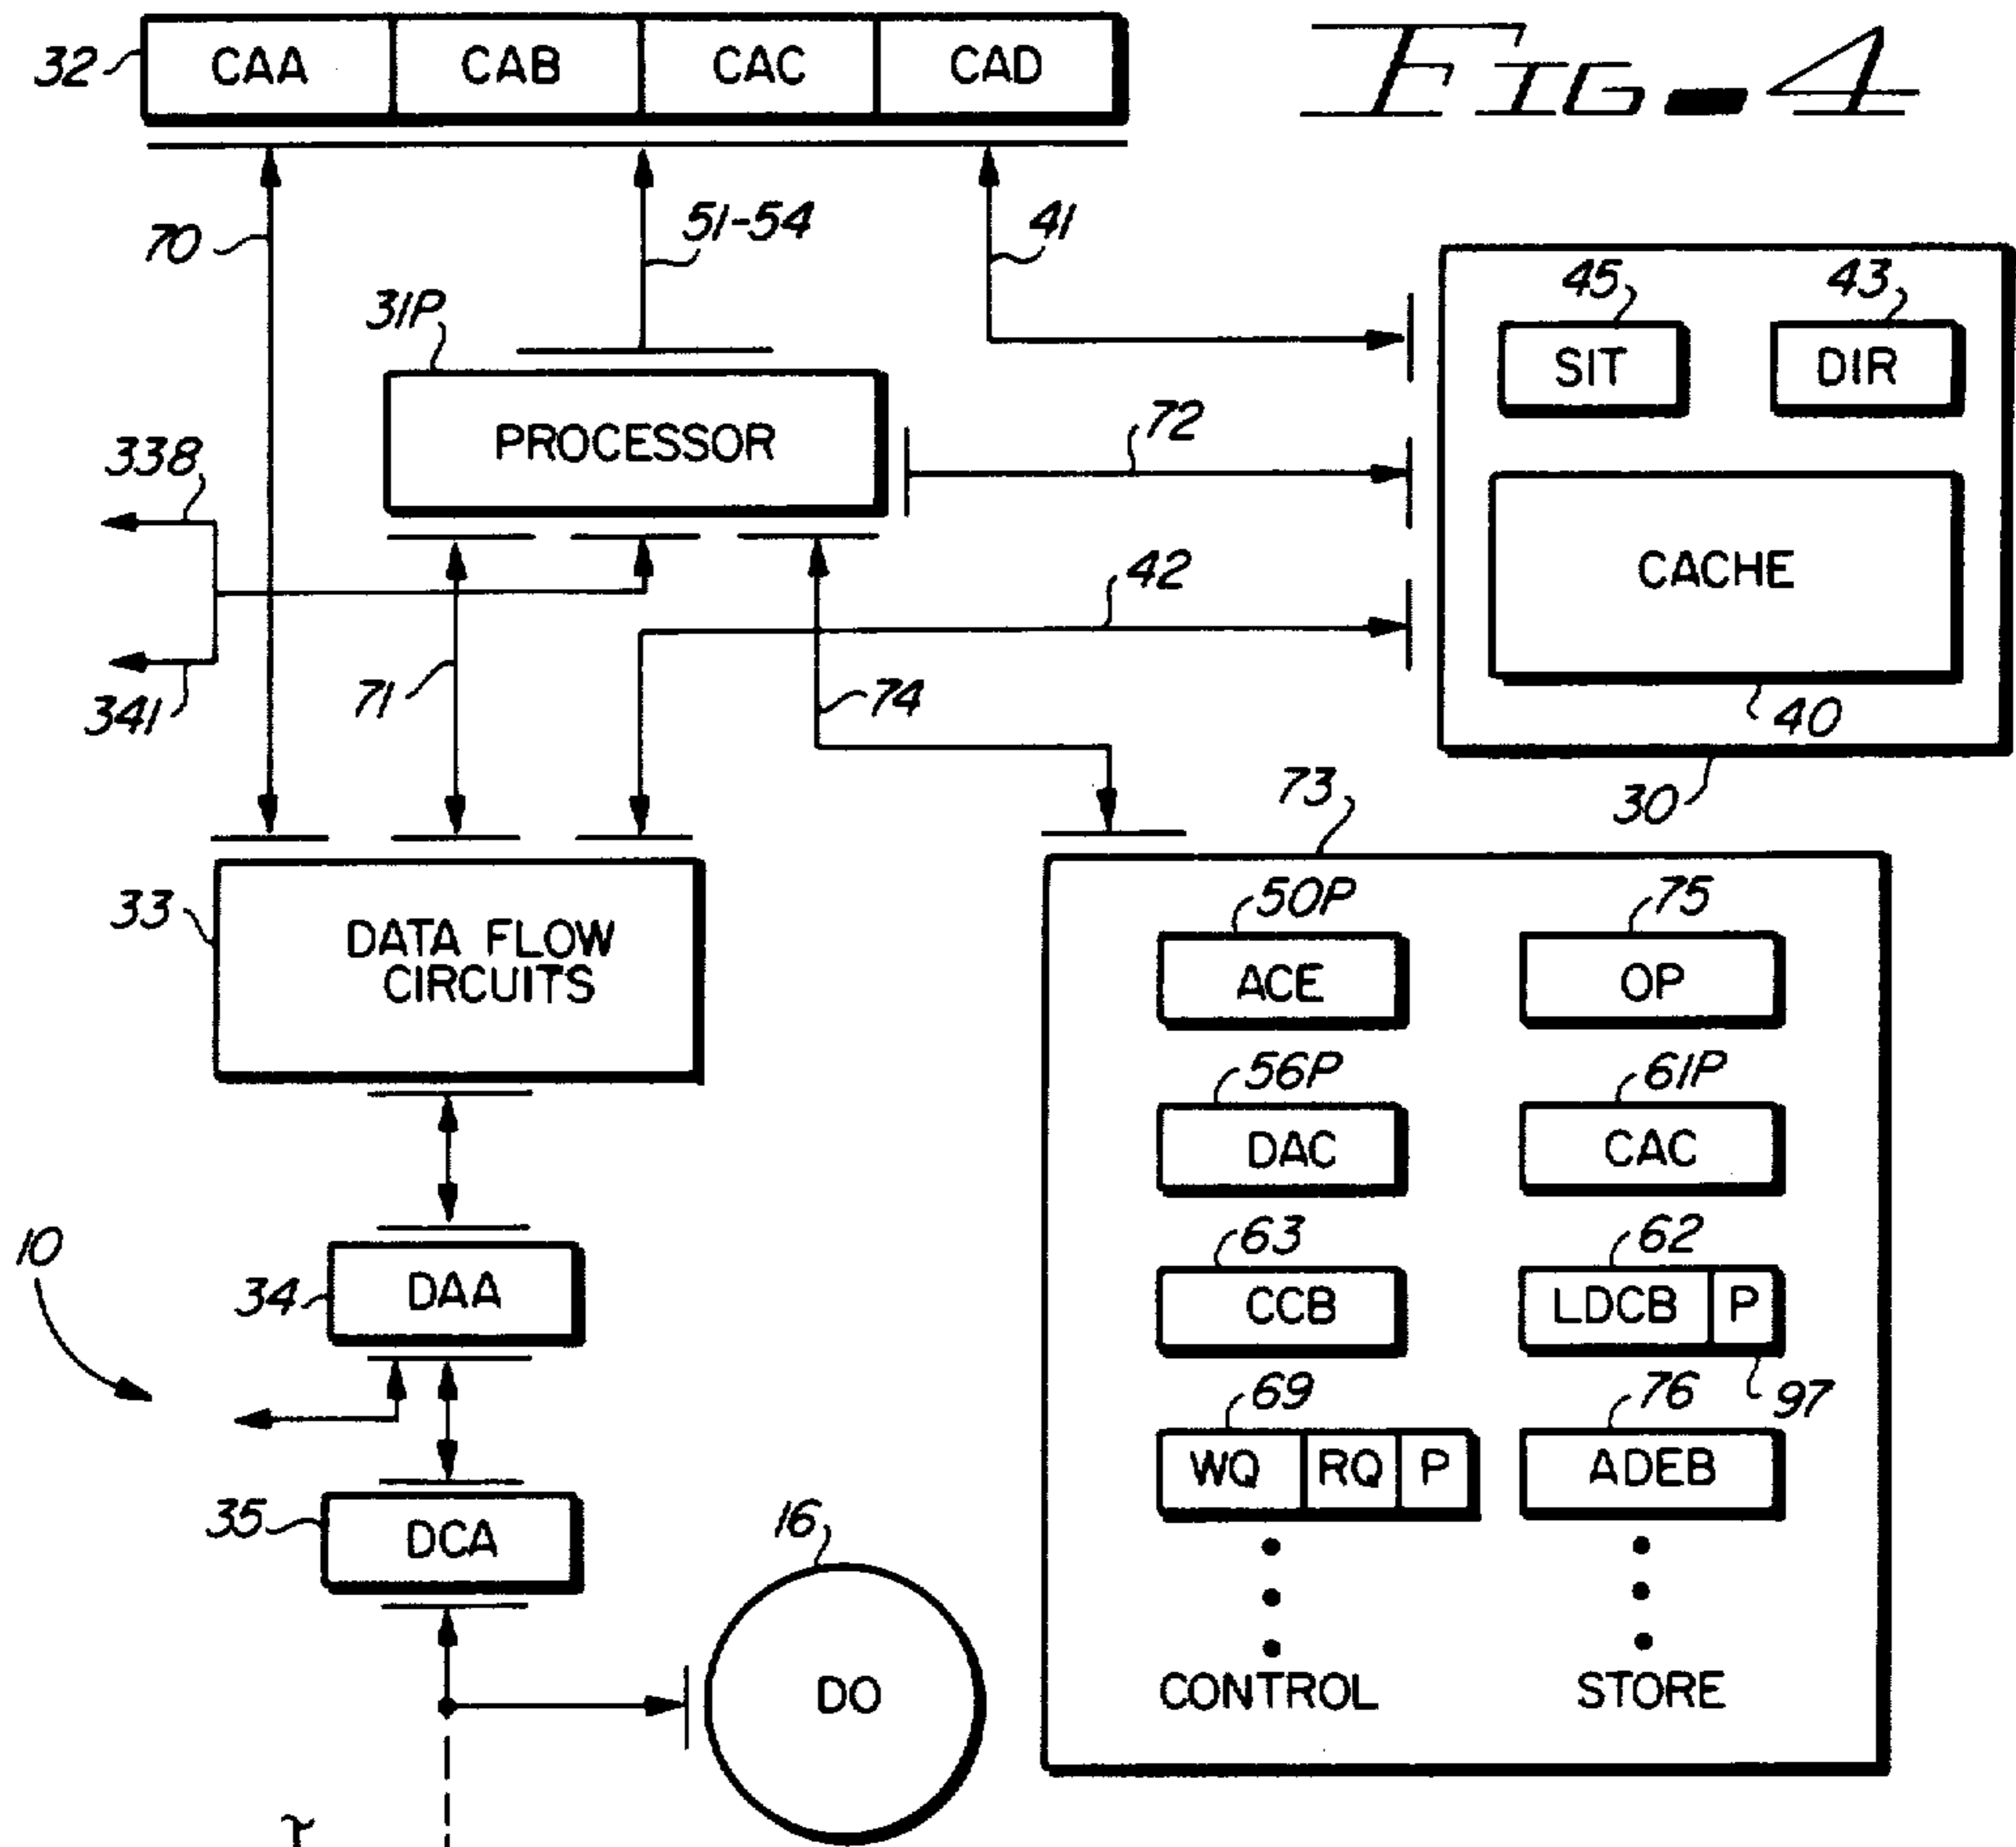 FIG. 4
32 CAA CAB CAC CAD
70
51-54
41
31P
45
43
SIT
DIR
PROCESSOR
72
338
CACHE
42
341
71
74
40
30
73
33
DATA FLOW
CIRCUITS
50P
75
ACE
OP
56P
61P
DAC
CAC
10
63
62
34
DAA
CCB
LDCB P
69
76
97
WQ RQ P
ADEB
35
DCA
16
DO
CONTROL STORE